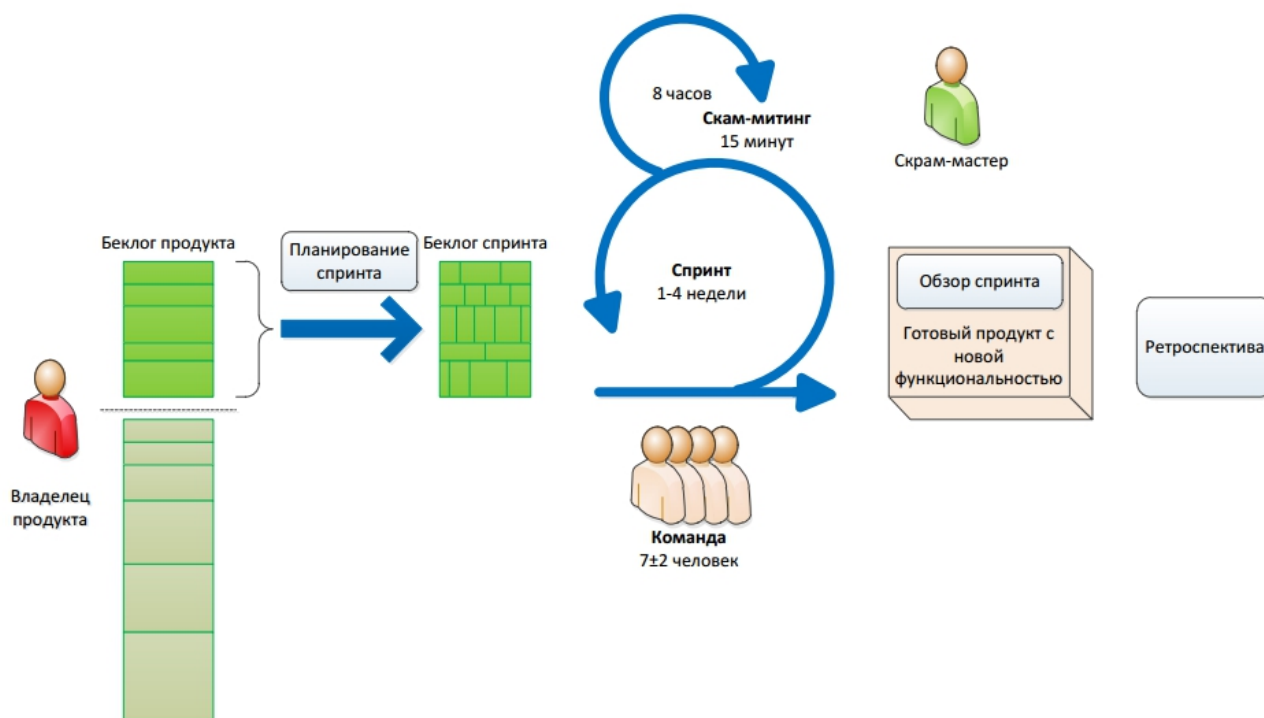 8 часов
Скам-митинг
15 минут
Скрам-мастер
Беклог продукта
Планирование
спринта
Беклог спринта
Спринт
1-4 недели
Обзор спринта
Готовый продукт с
новой
функциональностью
Ретроспектива
Владелец
продукта
Команда
7±2 человек